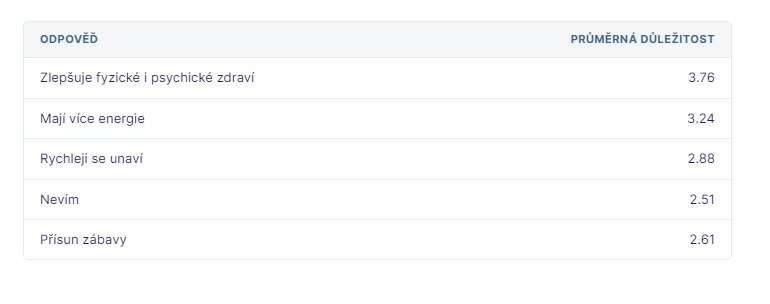 ODPOVĚĎ PRŮMĚRNÁ DŮLEŽITOST
Zlepšuje fyzické i psychické zdraví 3.76
Mají více energie 3.24
Rychleji se unaví 2.88
Nevím 2.51
Přísun zábavy 2.61